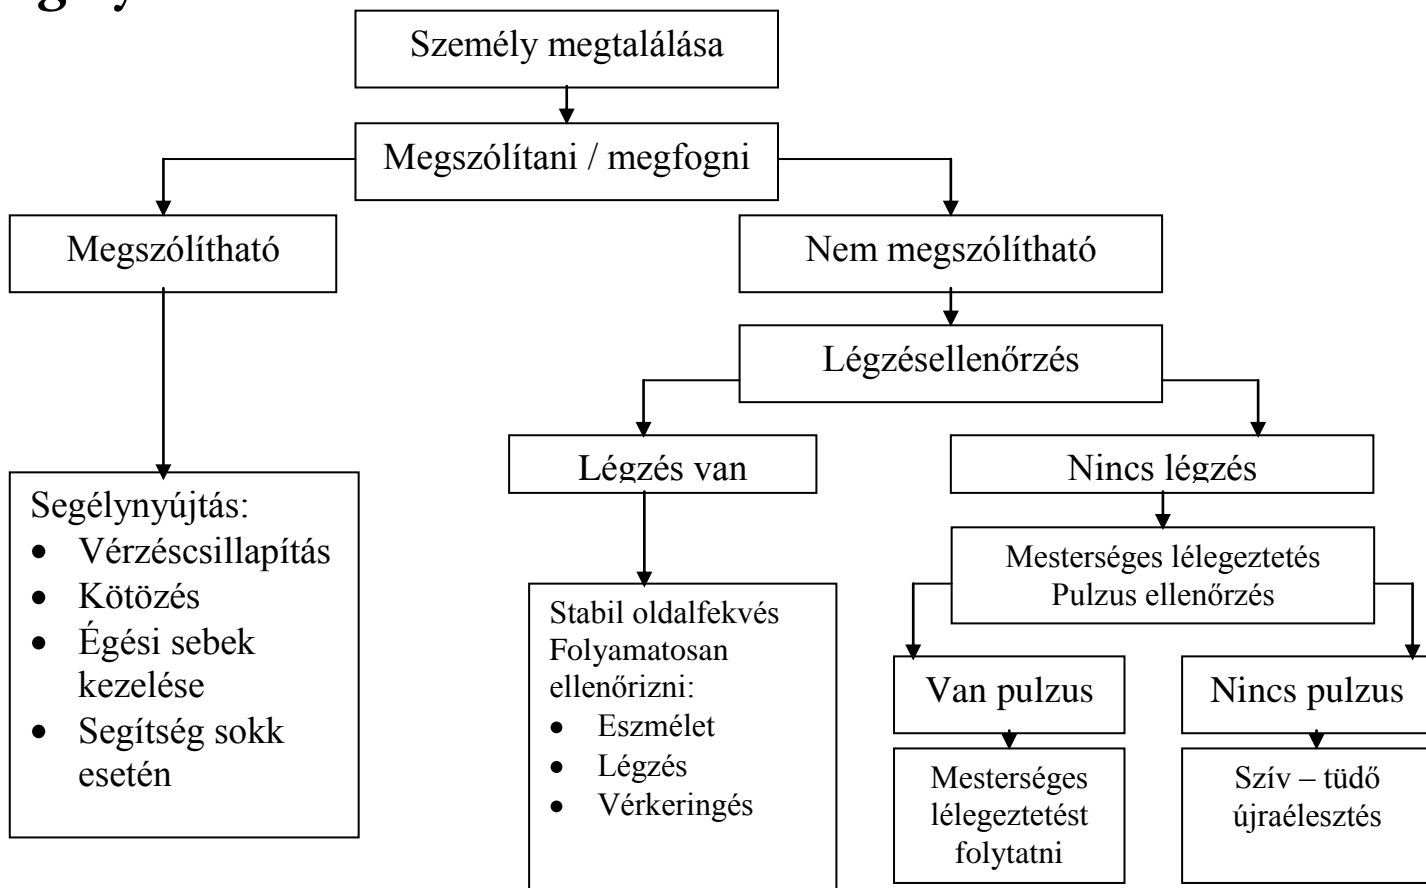 Személy megtalálása
Megszólítani / megfogni
Megszólítható
Nem megszólítható
Légzésellenőrzés
Légzés van
Nincs légzés
Segélynyújtás:
• Vérzéscsillapítás
• Kötözés
• Égési sebek
kezelése
• Segítség sokk
esetén
Stabil oldalfekvés
Folyamatosan
ellenőrizni:
• Eszmélet
• Légzés
• Vérkeringés
Mesterséges lélegeztetés
Pulzus ellenőrzés
Van pulzus
Nincs pulzus
Mesterséges
lélegeztetést
folytatni
Szív – tüdő
újraélesztés